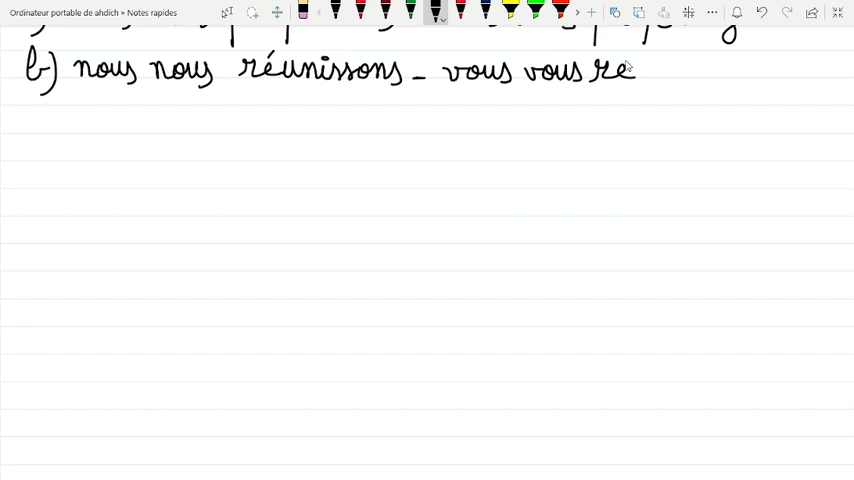 Ordinateur portable de ahdich » Notes rapides
b) nous nous réunissons - vous vous re